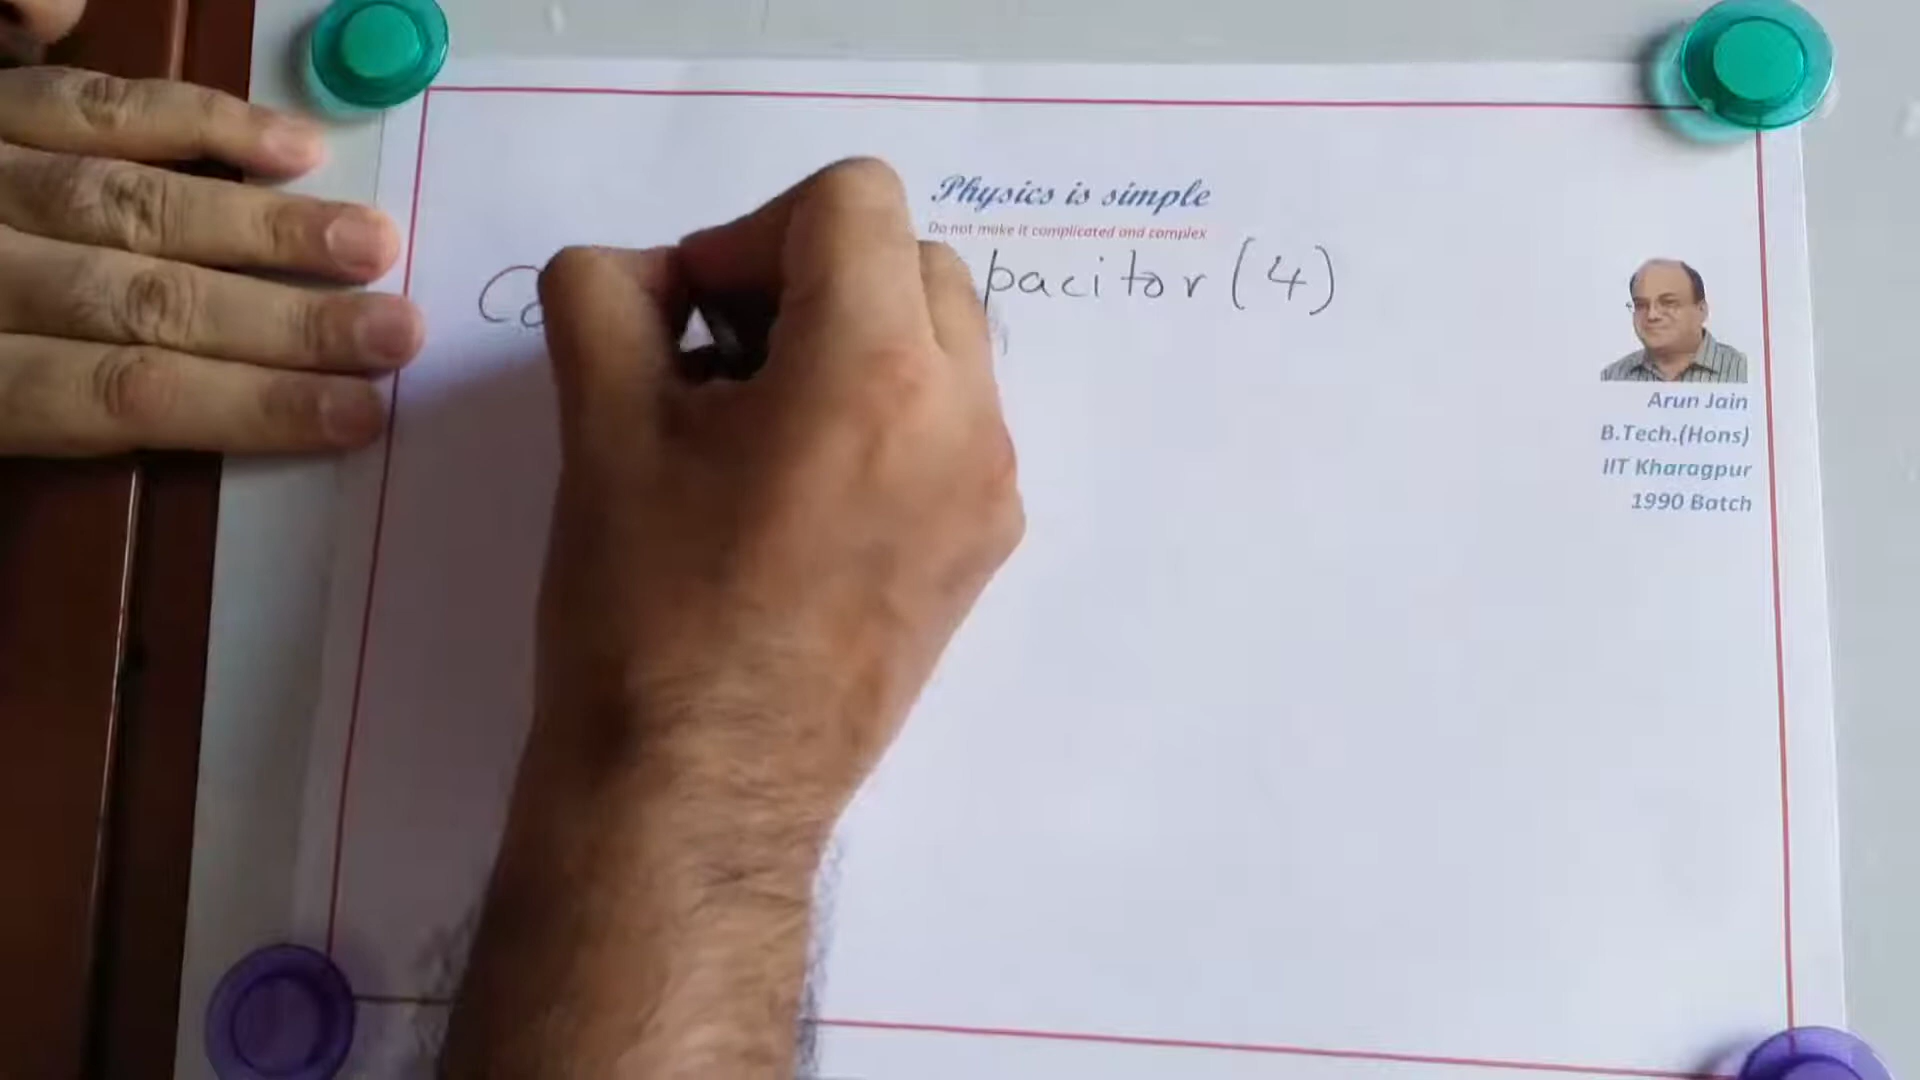 Physics is simple
Do not make it complicated and complex
pacitor (4)
Arun Jain
B.Tech.(Hons)
IIT Kharagpur
1990 Batch